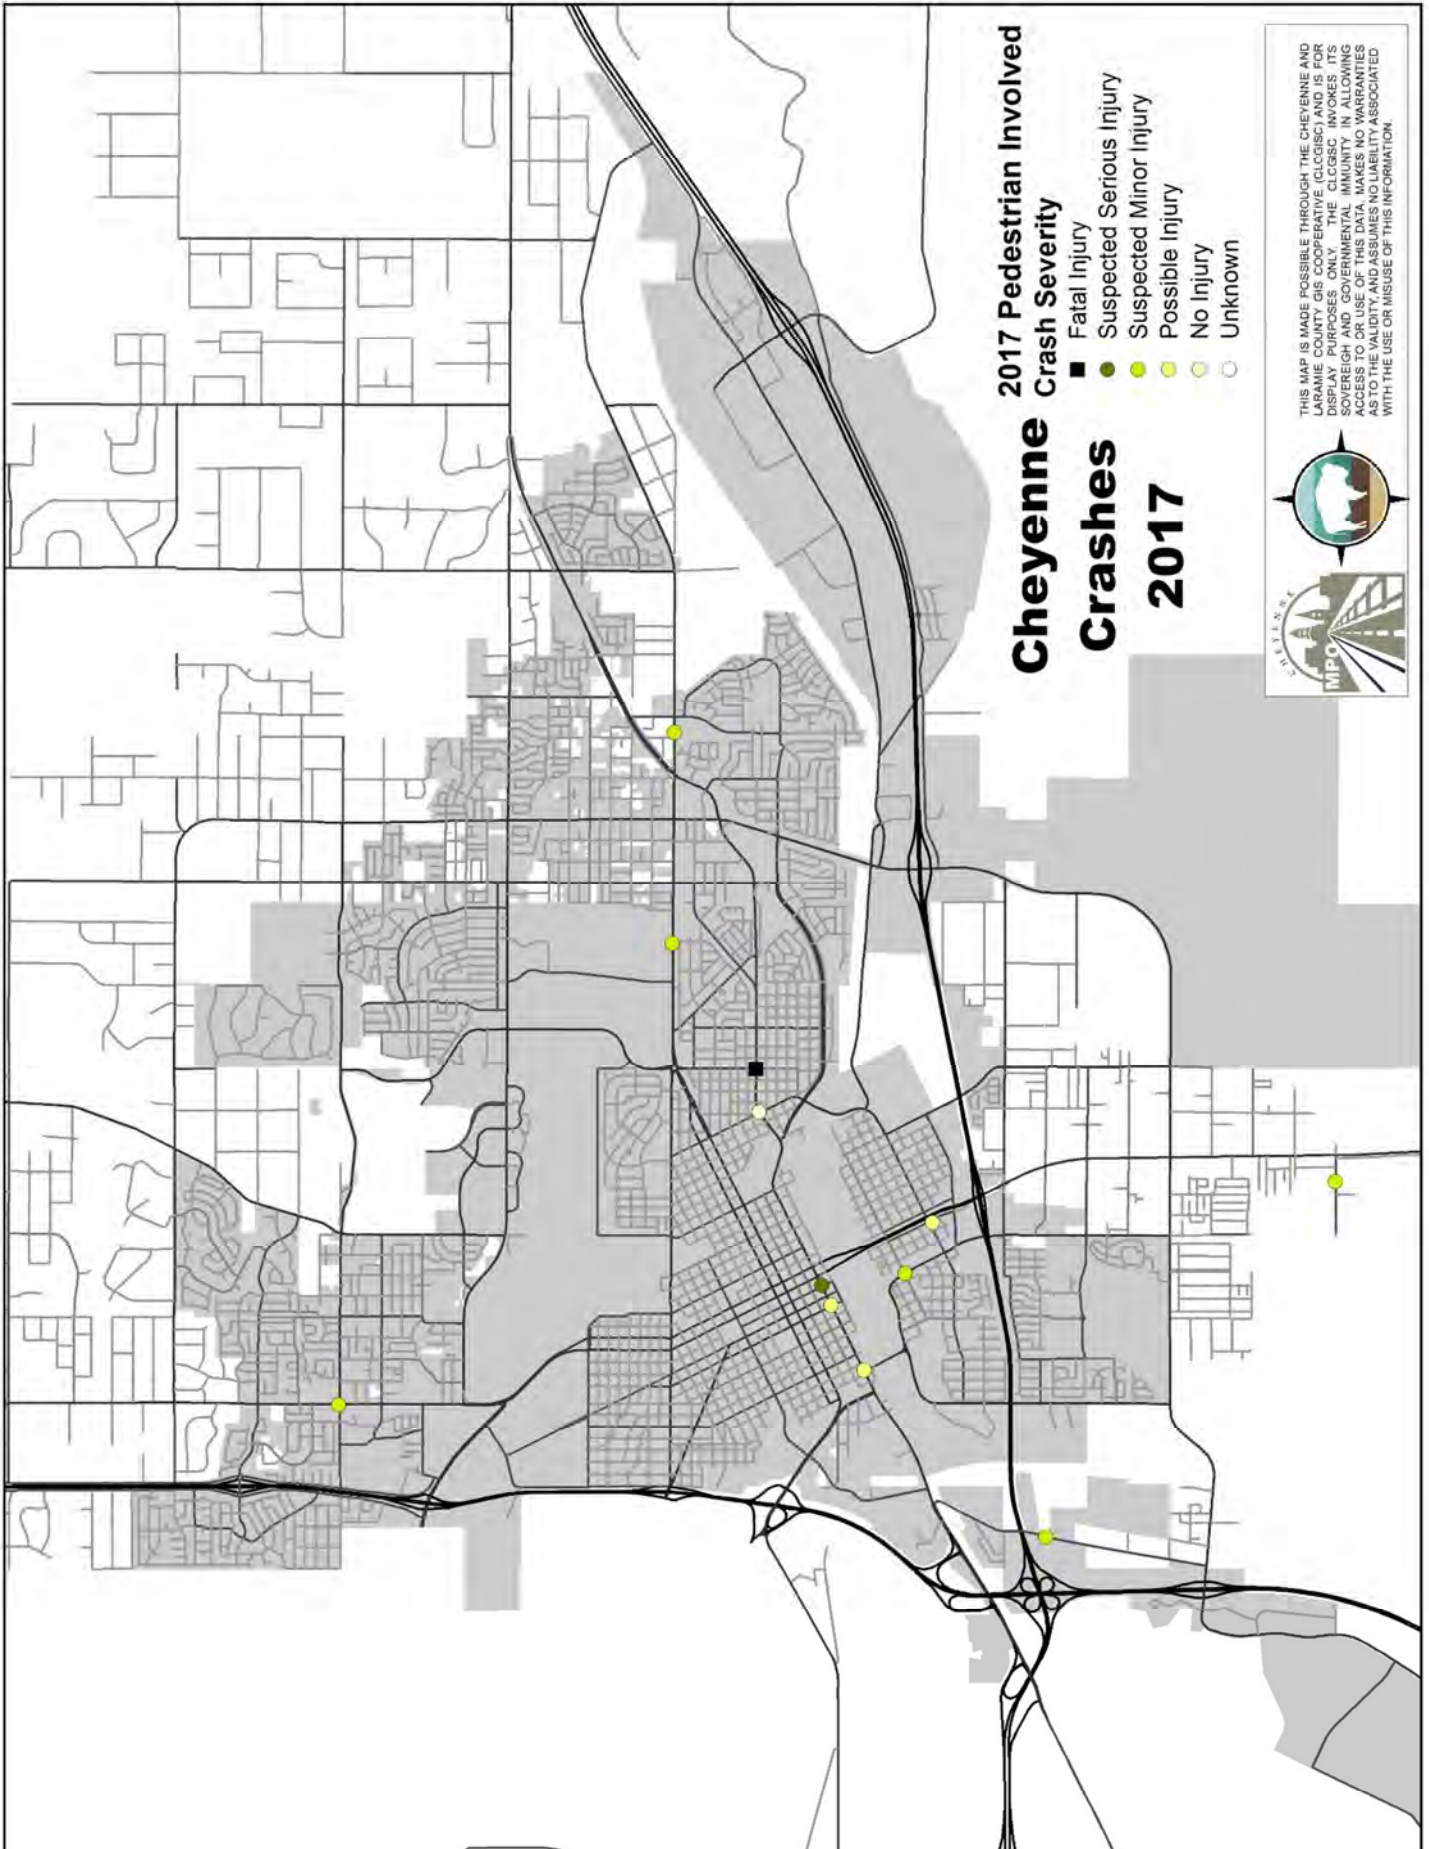 Cheyenne
Crashes
2017
2017 Pedestrian Involved
Crash Severity
Fatal Injury
Suspected Serious Injury
Suspected Minor Injury
Possible Injury
No Injury
Unknown
CHEYENNE
MPO
THIS MAP IS MADE POSSIBLE THROUGH THE CHEYENNE AND
LARAMIE COUNTY GIS COOPERATIVE (CLCGISC) AND IS FOR
DISPLAY PURPOSES ONLY. THE CLCGISC INVOKES ITS
SOVEREIGH AND GOVERNMENTAL IMMUNITY IN ALLOWING
ACCESS TO OR USE OF THIS DATA, MAKES NO WARRANTIES
AS TO THE VALIDITY, AND ASSUMES NO LIABILITY ASSOCIATED
WITH THE USE OR MISUSE OF THIS INFORMATION.